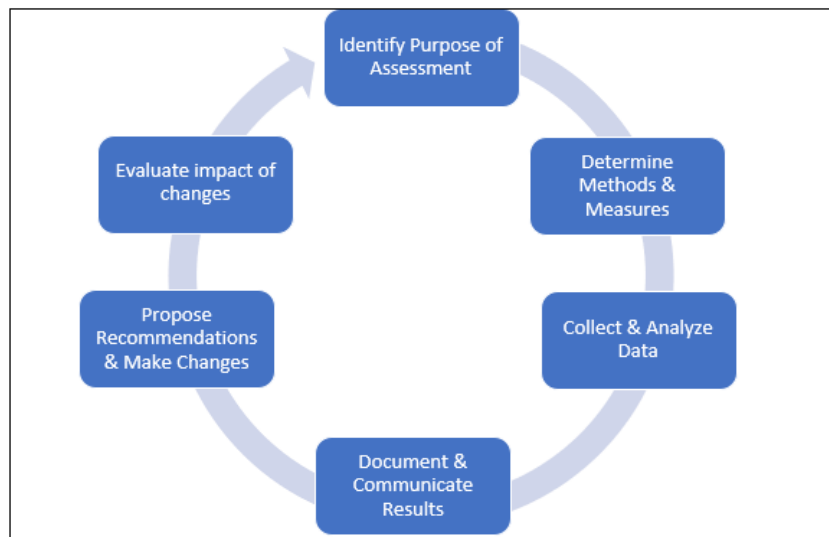 Identify Purpose of
Assessment
Determine
Methods &
Measures
Collect & Analyze
Data
Document &
Communicate
Results
Propose
Recommendations
& Make Changes
Evaluate impact of
changes